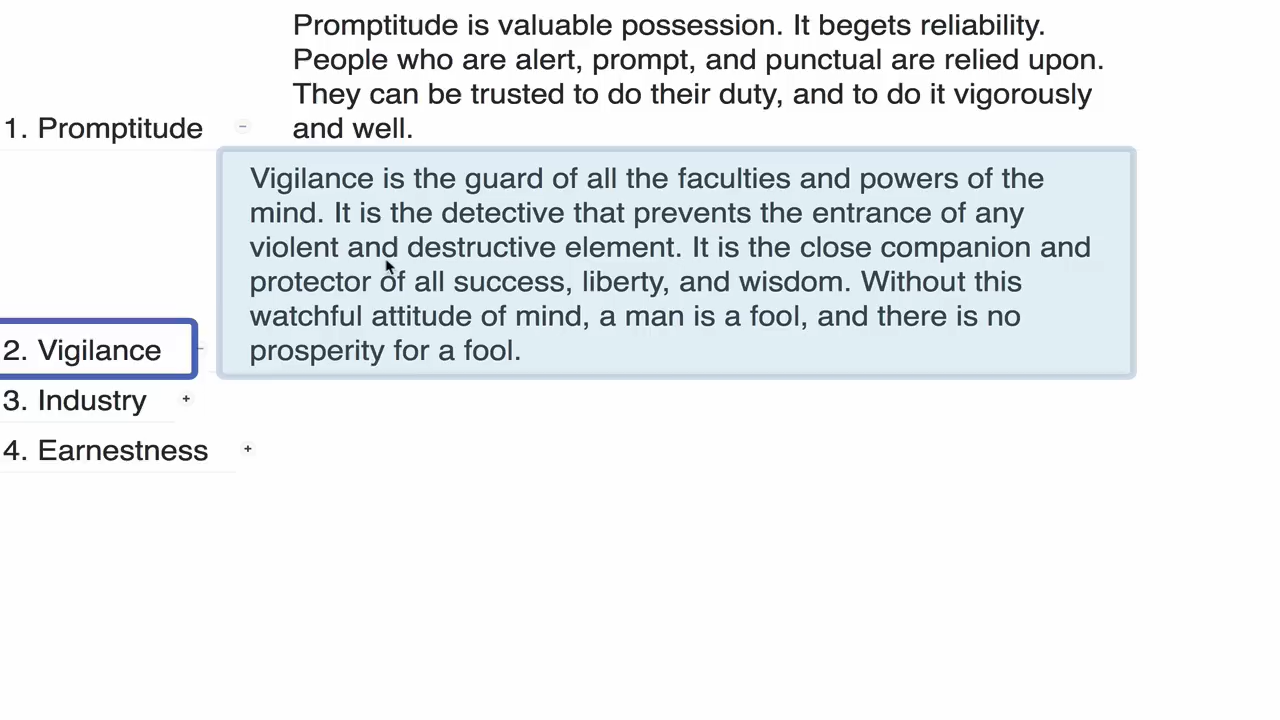 Promptitude is valuable possession. It begets reliability.
People who are alert, prompt, and punctual are relied upon.
They can be trusted to do their duty, and to do it vigorously
1. Promptitude and well.
Vigilance is the guard of all the faculties and powers of the
mind. It is the detective that prevents the entrance of any
violent and destructive element. It is the close companion and
protector of all success, liberty, and wisdom. Without this
watchful attitude of mind, a man is a fool, and there is no
2. Vigilance prosperity for a fool.
3. Industry
4. Earnestness